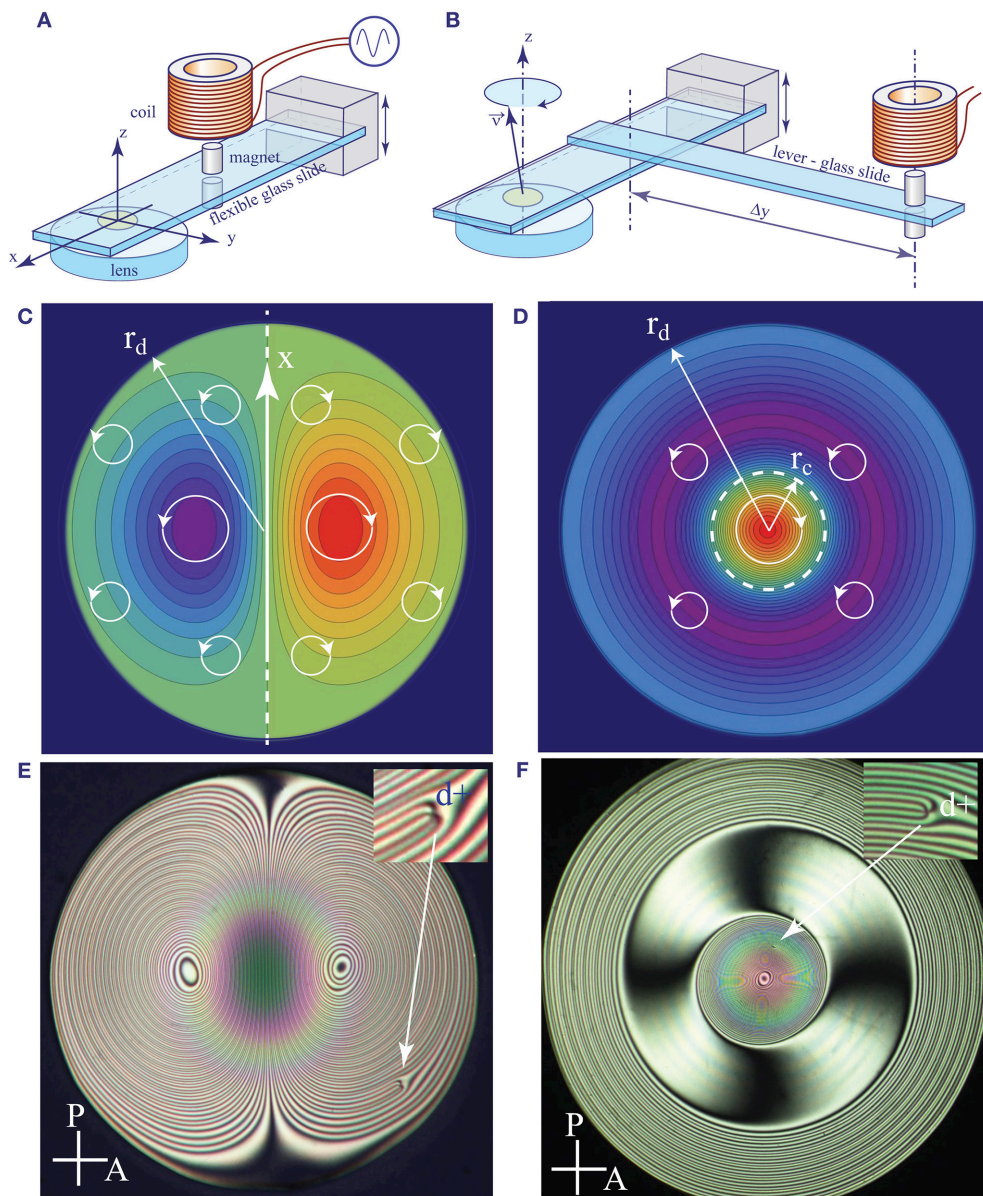 A
coil
z
magnet
flexible glass slide
x
y
lens
B
z
v
lever - glass slide
Δy
C
r_d
x
D
r_d
r_c
E
d+
P
A
F
d+
P
A